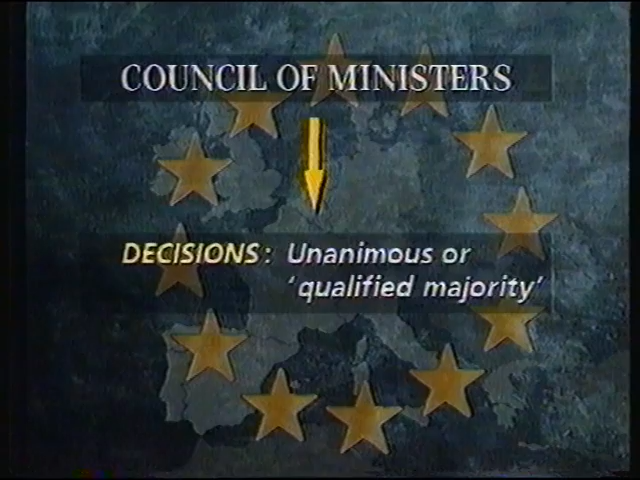 COUNCIL OF MINISTERS
DECISIONS: Unanimous or
'qualified majority'